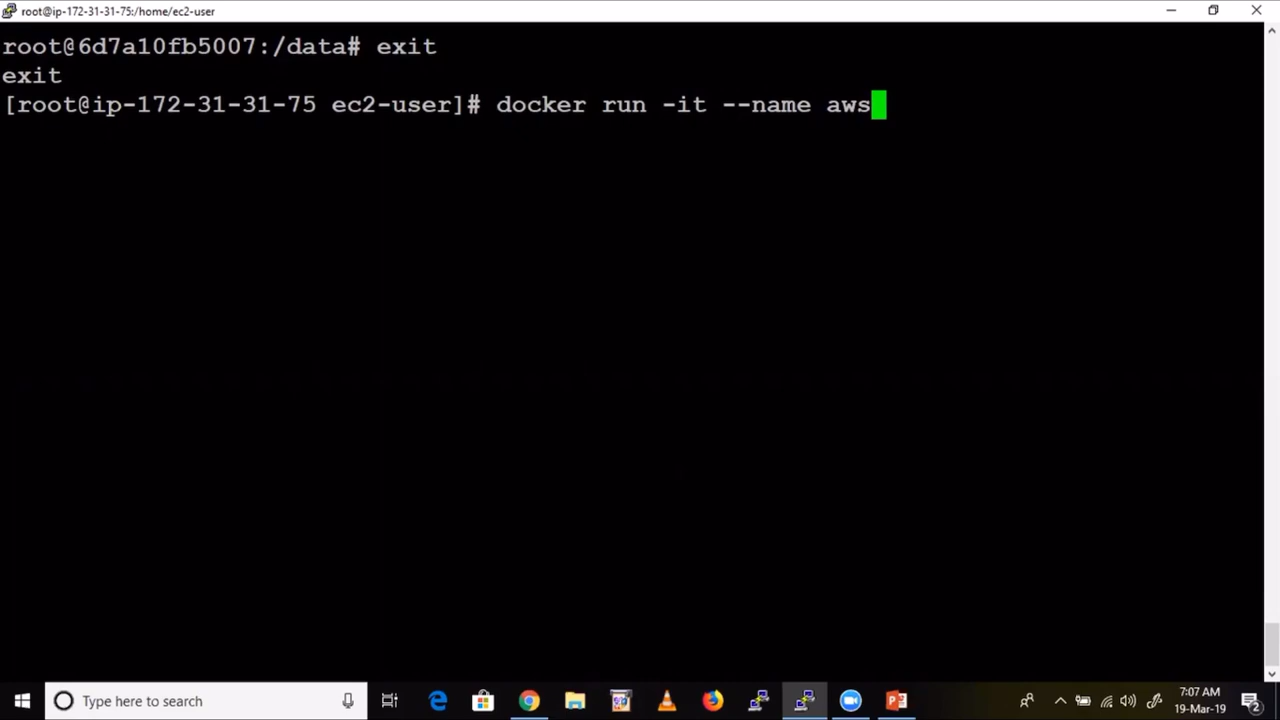 root@ip-172-31-31-75:/home/ec2-user
root@6d7a10fb5007:/data# exit
exit
[root@ip-172-31-31-75 ec2-user]# docker run -it --name aws
Type here to search
7:07 AM
19-Mar-19
2